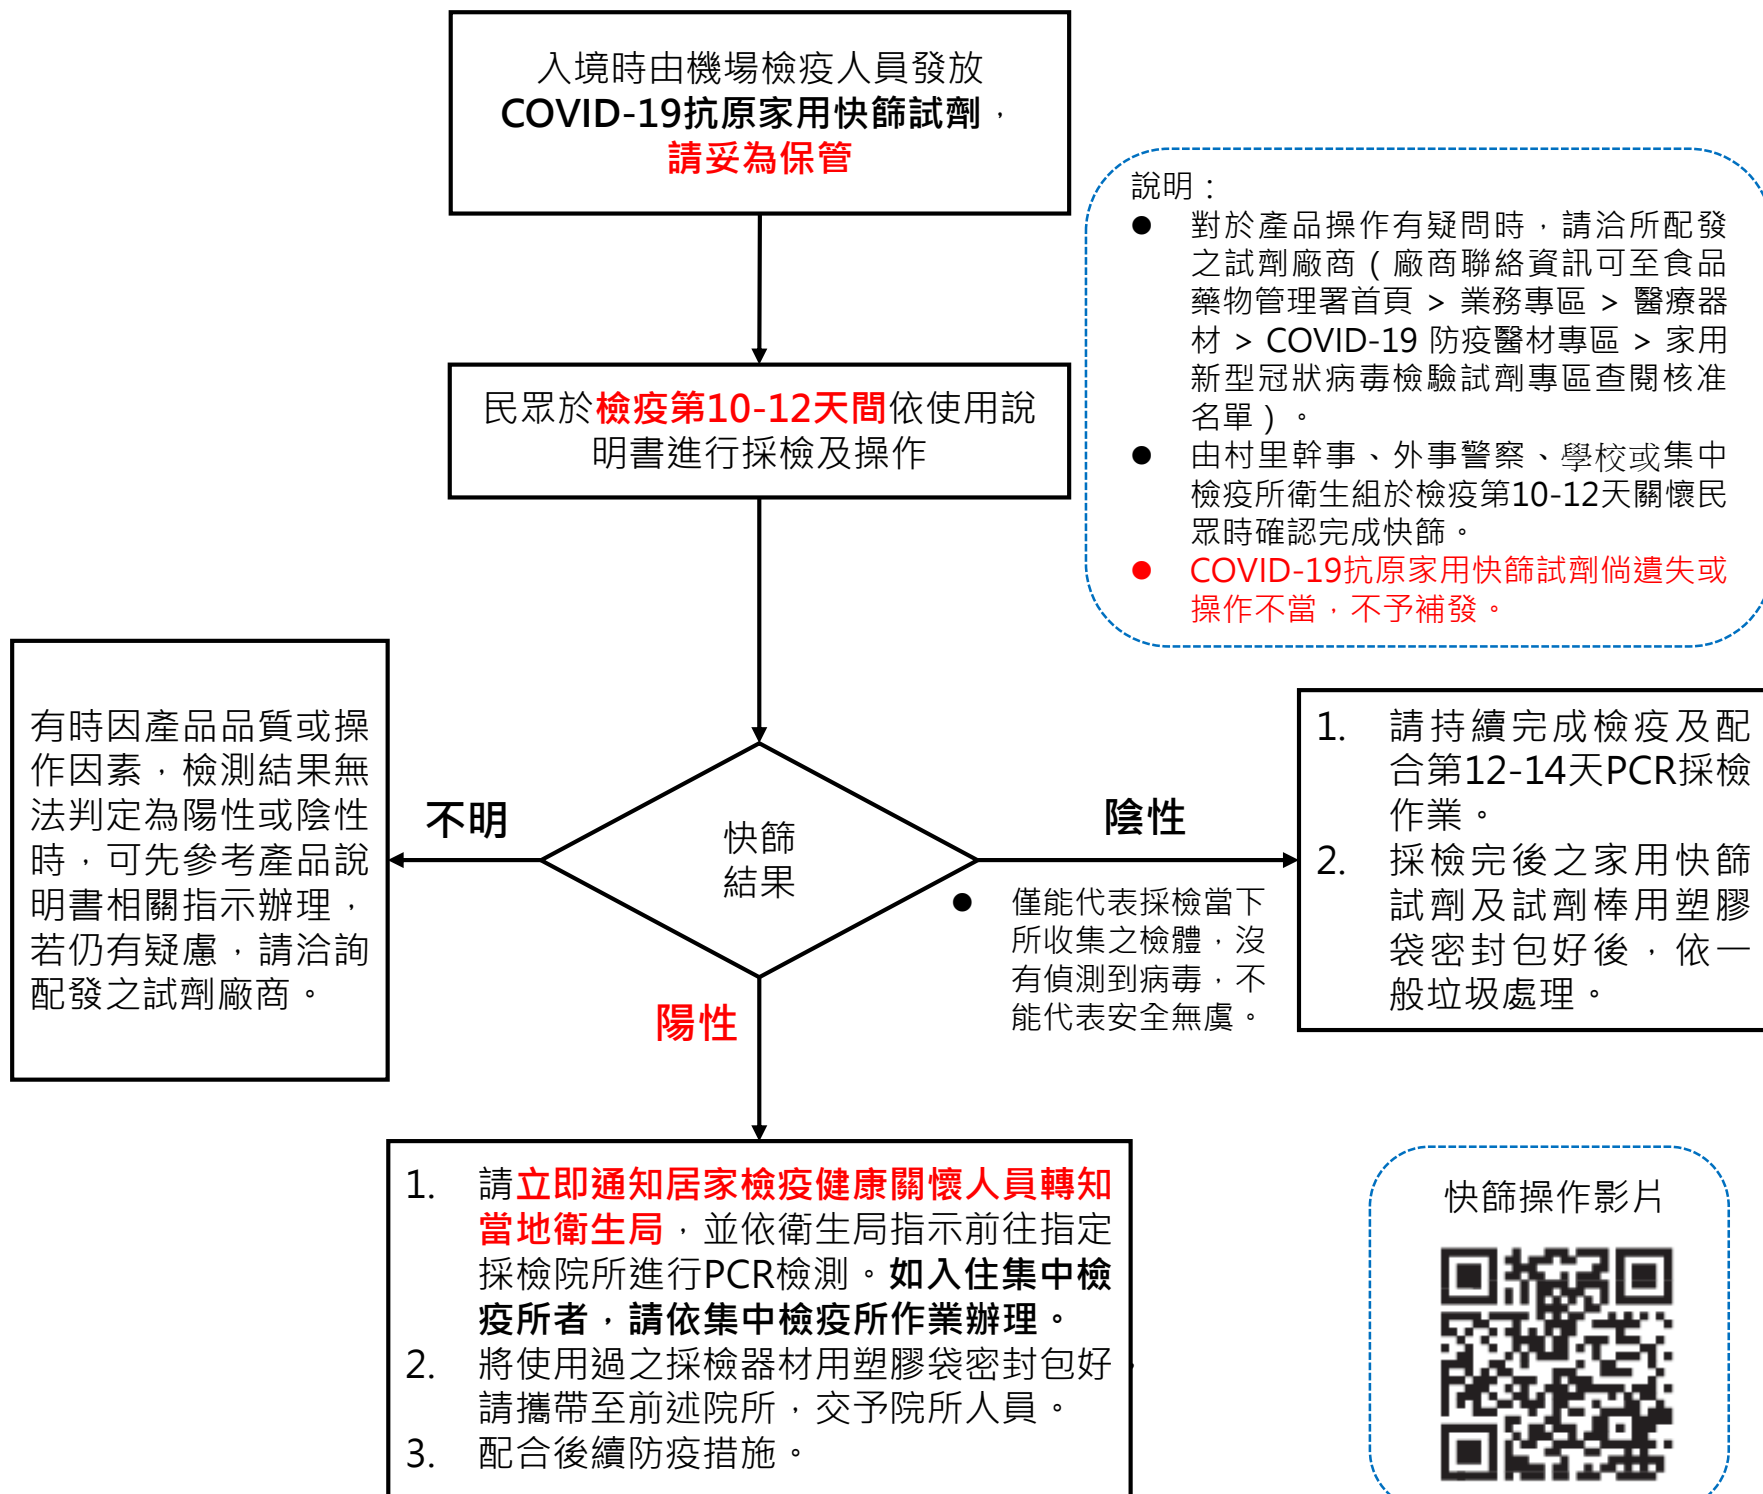 入境時由機場檢疫人員發放
COVID-19抗原家用快篩試劑，
請妥為保管
說明：
● 對於產品操作有疑問時，請洽所配發
之試劑廠商（廠商聯絡資訊可至食品
藥物管理署首頁 > 業務專區 > 醫療器
材 > COVID-19 防疫醫材專區 > 家用
新型冠狀病毒檢驗試劑專區查閱核准
名單）。
● 由村里幹事、外事警察、學校或集中
檢疫所衛生組於檢疫第10-12天關懷民
眾時確認完成快篩。
● COVID-19抗原家用快篩試劑倘遺失或
操作不當，不予補發。
民眾於檢疫第10-12天間依使用說
明書進行採檢及操作
有時因產品品質或操
作因素，檢測結果無
法判定為陽性或陰性
時，可先參考產品說
明書相關指示辦理，
若仍有疑慮，請洽詢
配發之試劑廠商。
不明
快篩
結果
陰性
● 僅能代表採檢當下
所收集之檢體，沒
有偵測到病毒，不
能代表安全無虞。
1. 請持續完成檢疫及配
合第12-14天PCR採檢
作業。
2. 採檢完後之家用快篩
試劑及試劑棒用塑膠
袋密封包好後，依一
般垃圾處理。
陽性
1. 請立即通知居家檢疫健康關懷人員轉知
當地衛生局，並依衛生局指示前往指定
採檢院所進行PCR檢測。如入住集中檢
疫所者，請依集中檢疫所作業辦理。
2. 將使用過之採檢器材用塑膠袋密封包好，
請攜帶至前述院所，交予院所人員。
3. 配合後續防疫措施。
快篩操作影片